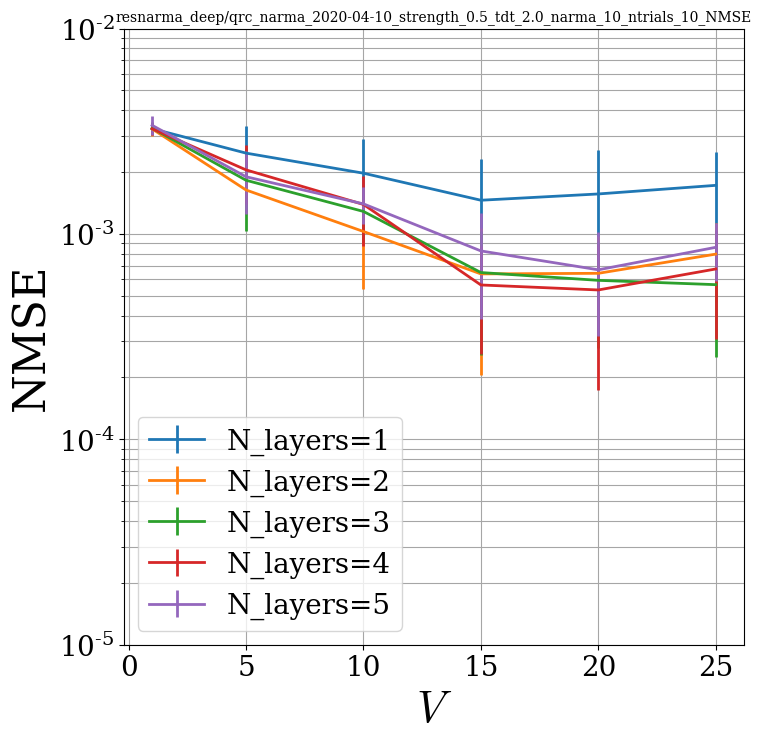 resnarma_deep/qrc_narma_2020-04-10_strength_0.5_tdt_2.0_narma_10_ntrials_10_NMSE
10-2
10-3
10-4
10-5
NMSE
N_layers=1
N_layers=2
N_layers=3
N_layers=4
N_layers=5
0 5 10 15 20 25
V